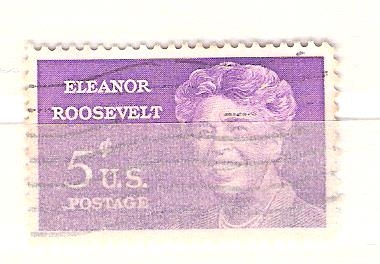 ELEANOR
ROOSEVELT
5¢ U.S.
POSTAGE